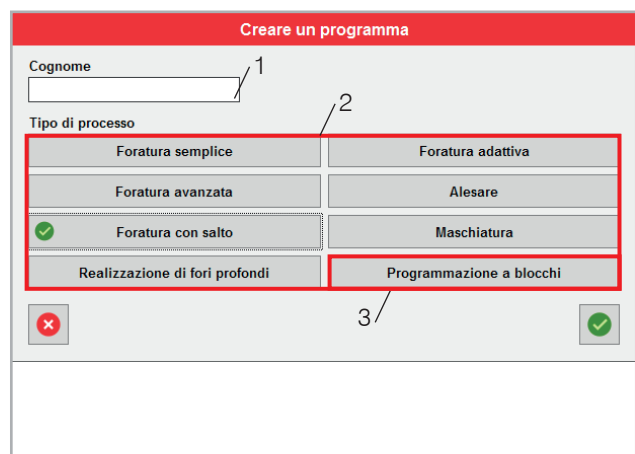 Creare un programma
Cognome
1
2
Tipo di processo
Foratura semplice
Foratura adattiva
Foratura avanzata
Alesare
Foratura con salto
Maschiatura
Realizzazione di fori profondi
Programmazione a blocchi
3